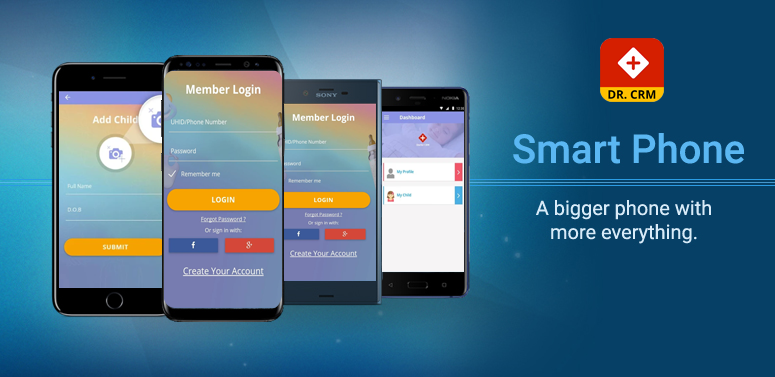 Add Child
Full Name
D.O.B
SUBMIT
Member Login
UHID/Phone Number
Password
Remember me
LOGIN
Forgot Password ?
Or sign in with:
f
g+
Create Your Account
SONY
Member Login
HID/Phone Number
assword
Remember me
LOGIN
Forgot Password ?
Or sign in with:
f
g+
Create Your Account
NOKIA
Dashboard
My Profile
My Child
DR. CRM
Smart Phone
A bigger phone with
more everything.